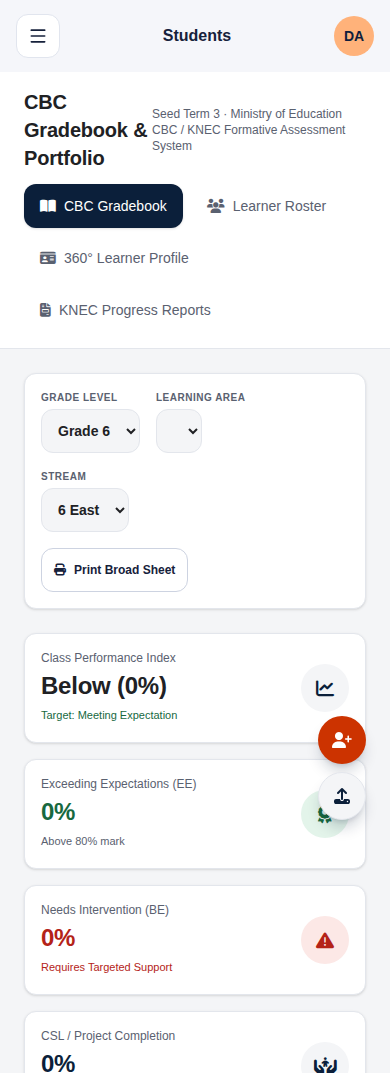 Students
DA
CBC
Gradebook &
Portfolio
Seed Term 3 · Ministry of Education
CBC / KNEC Formative Assessment
System
CBC Gradebook
Learner Roster
360° Learner Profile
KNEC Progress Reports
GRADE LEVEL
LEARNING AREA
Grade 6
STREAM
6 East
Print Broad Sheet
Class Performance Index
Below (0%)
Target: Meeting Expectation
Exceeding Expectations (EE)
0%
Above 80% mark
Needs Intervention (BE)
0%
Requires Targeted Support
CSL / Project Completion
0%